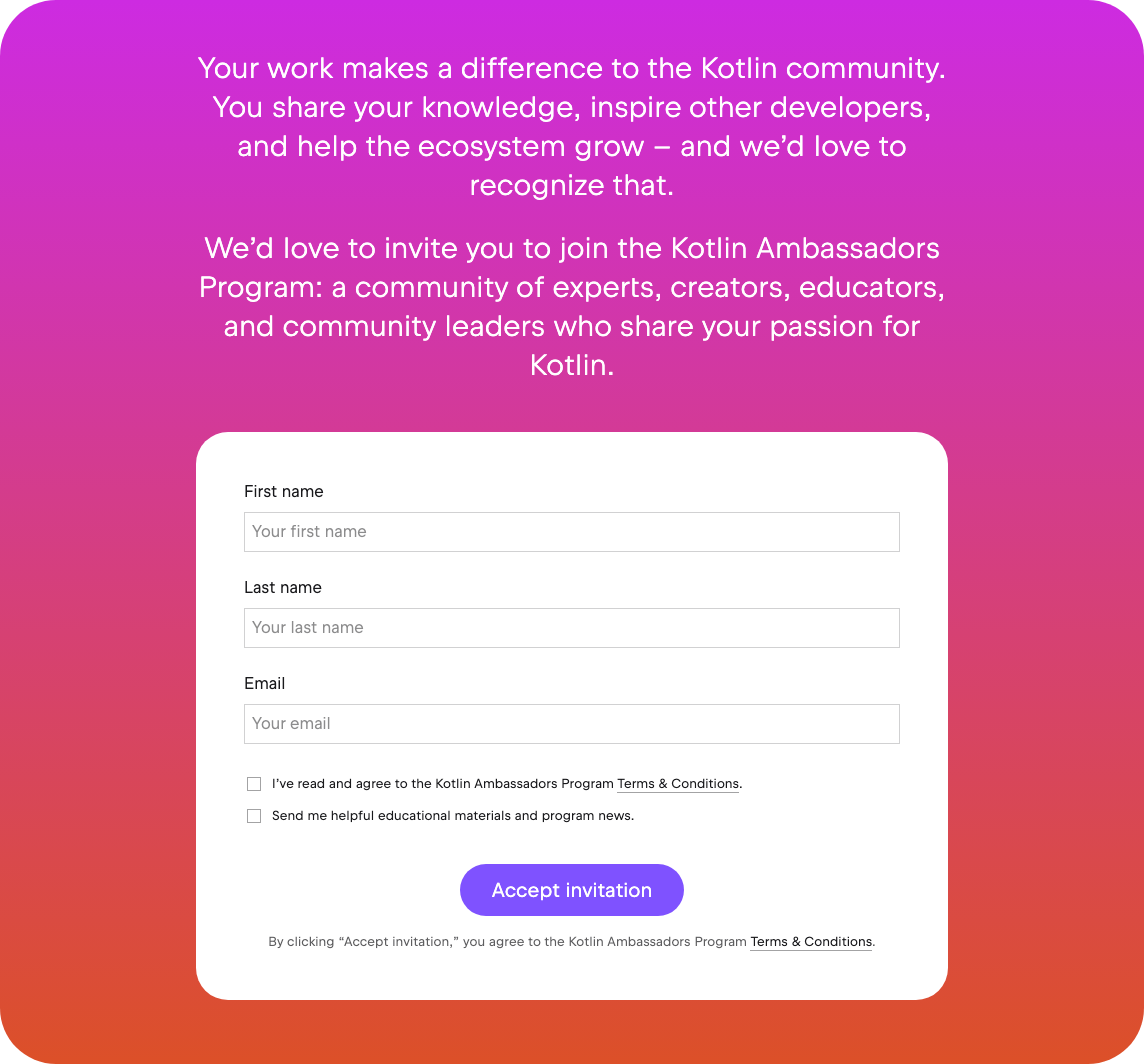 Your work makes a difference to the Kotlin community.
You share your knowledge, inspire other developers,
and help the ecosystem grow – and we’d love to
recognize that.
We’d love to invite you to join the Kotlin Ambassadors
Program: a community of experts, creators, educators,
and community leaders who share your passion for
Kotlin.
First name
Your first name
Last name
Your last name
Email
Your email
I’ve read and agree to the Kotlin Ambassadors Program Terms & Conditions.
Send me helpful educational materials and program news.
Accept invitation
By clicking “Accept invitation,” you agree to the Kotlin Ambassadors Program Terms & Conditions.